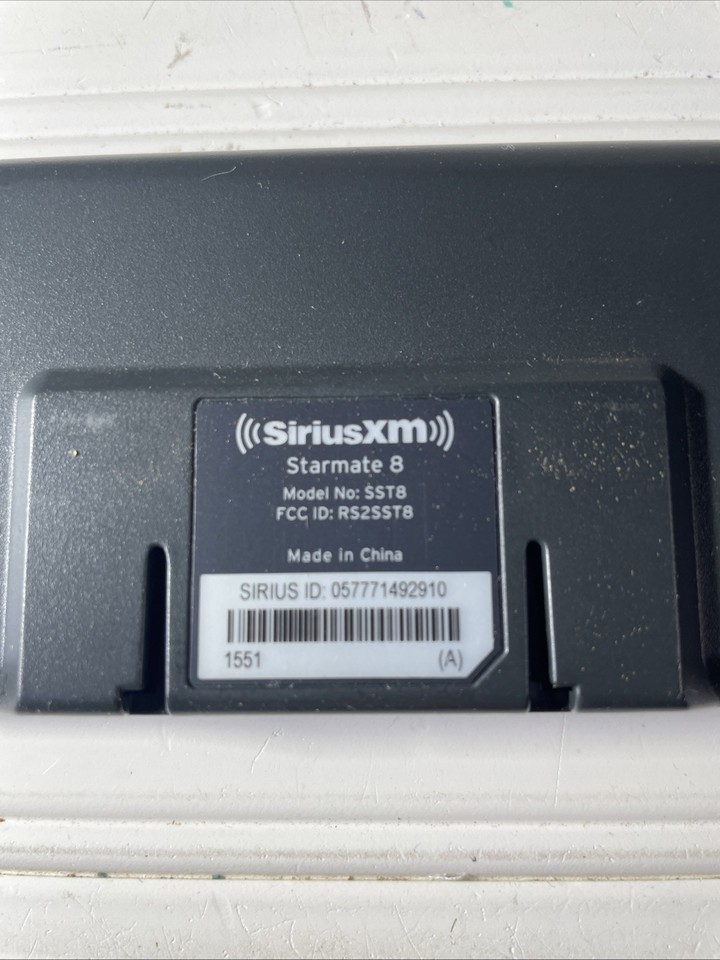 SiriusXM
Starmate 8
Model No: SST8
FCC ID: RS2SST8
Made in China
SIRIUS ID: 057771492910
1551 (A)